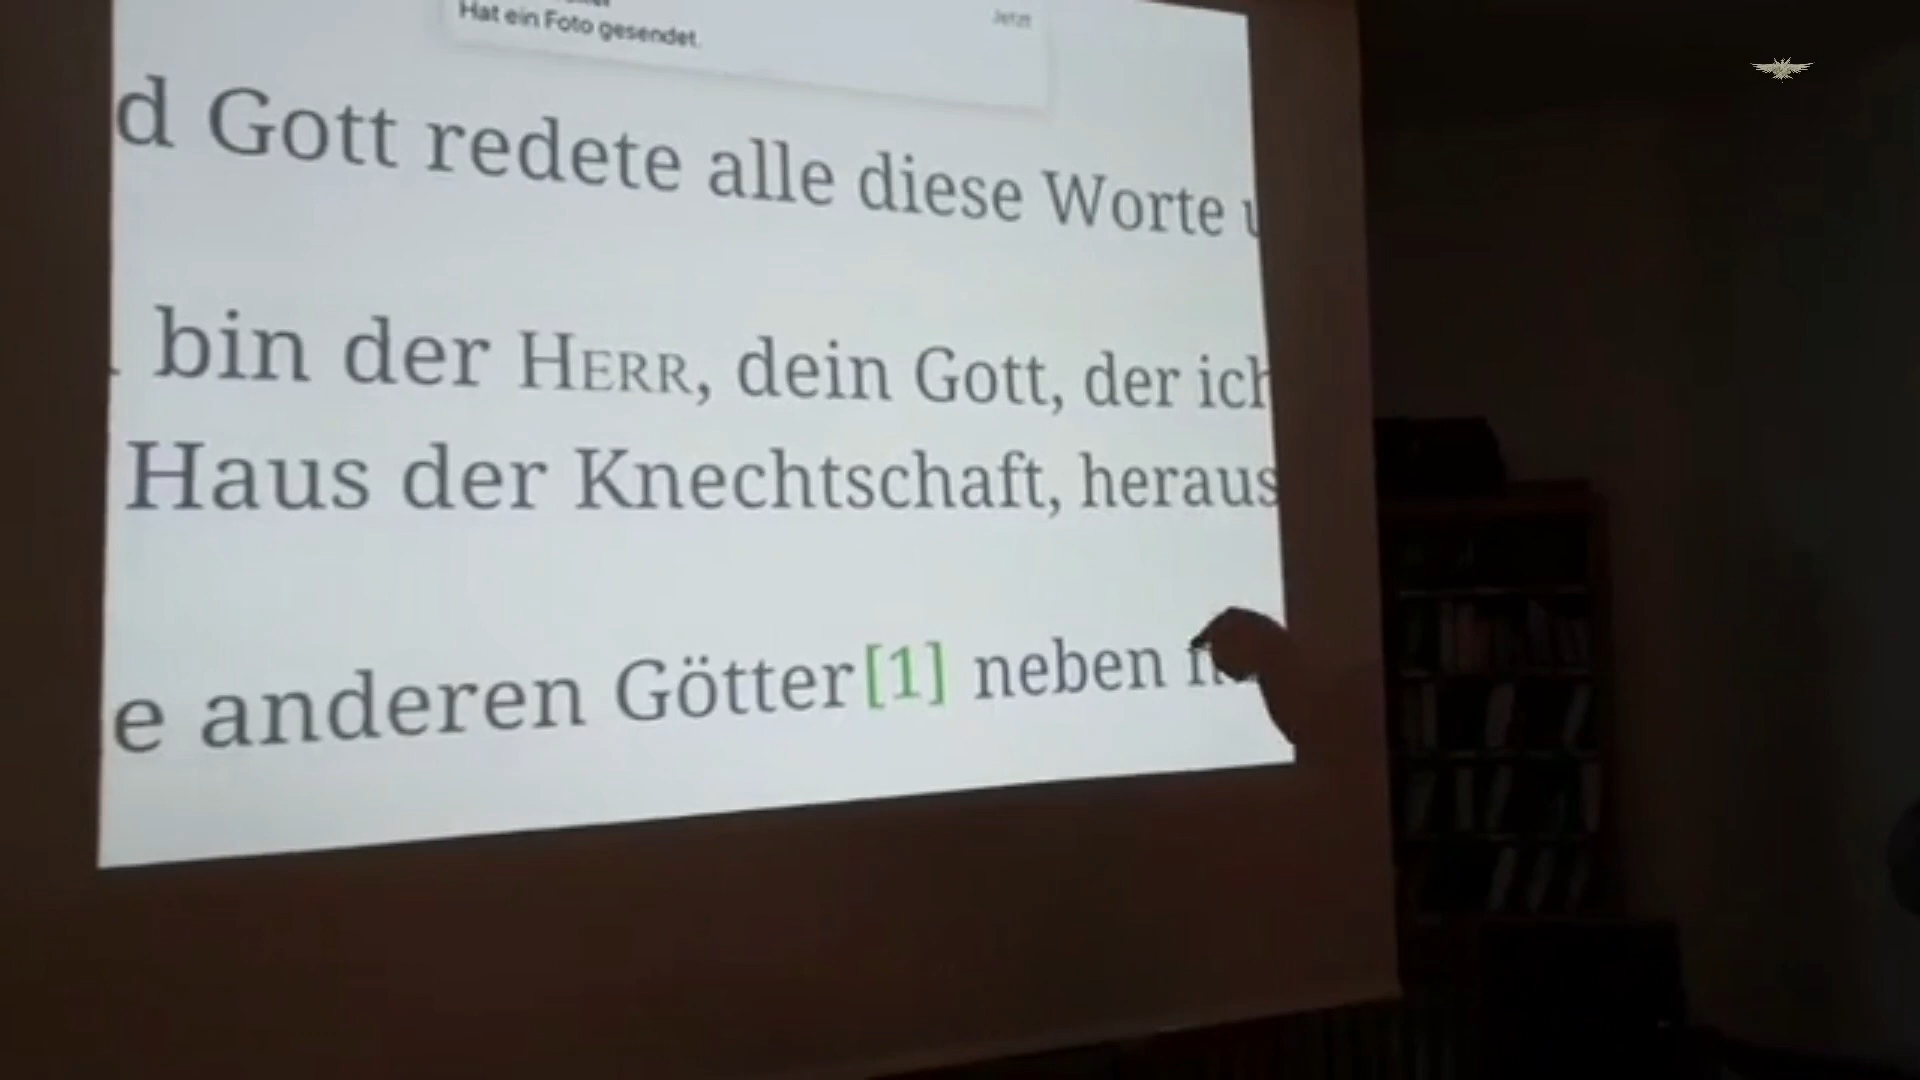 Hat ein Foto gesendet.
Jetzt
d Gott redete alle diese Worte
bin der HERR, dein Gott, der ich
Haus der Knechtschaft, heraus
e anderen Götter[1] neben